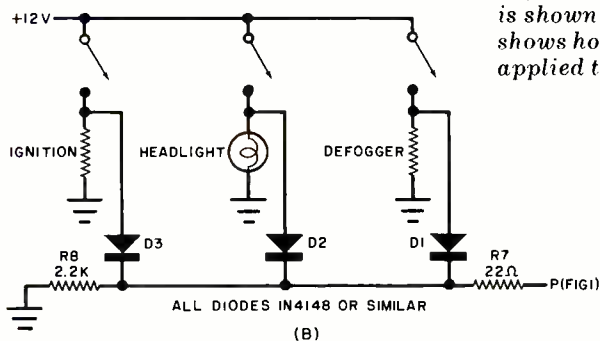 +12V
is shown
shows ho
applied t
IGNITION
HEADLIGHT
DEFOGGER
D3
D2
D1
R8
2.2K
R7
22Ω
P(FIG1)
ALL DIODES IN4148 OR SIMILAR
(B)